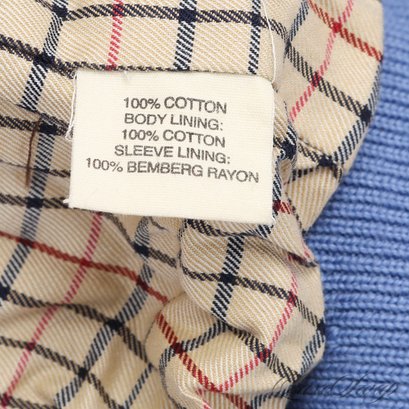 100% COTTON
BODY LINING:
100% COTTON
SLEEVE LINING:
100% BEMBERG RAYON